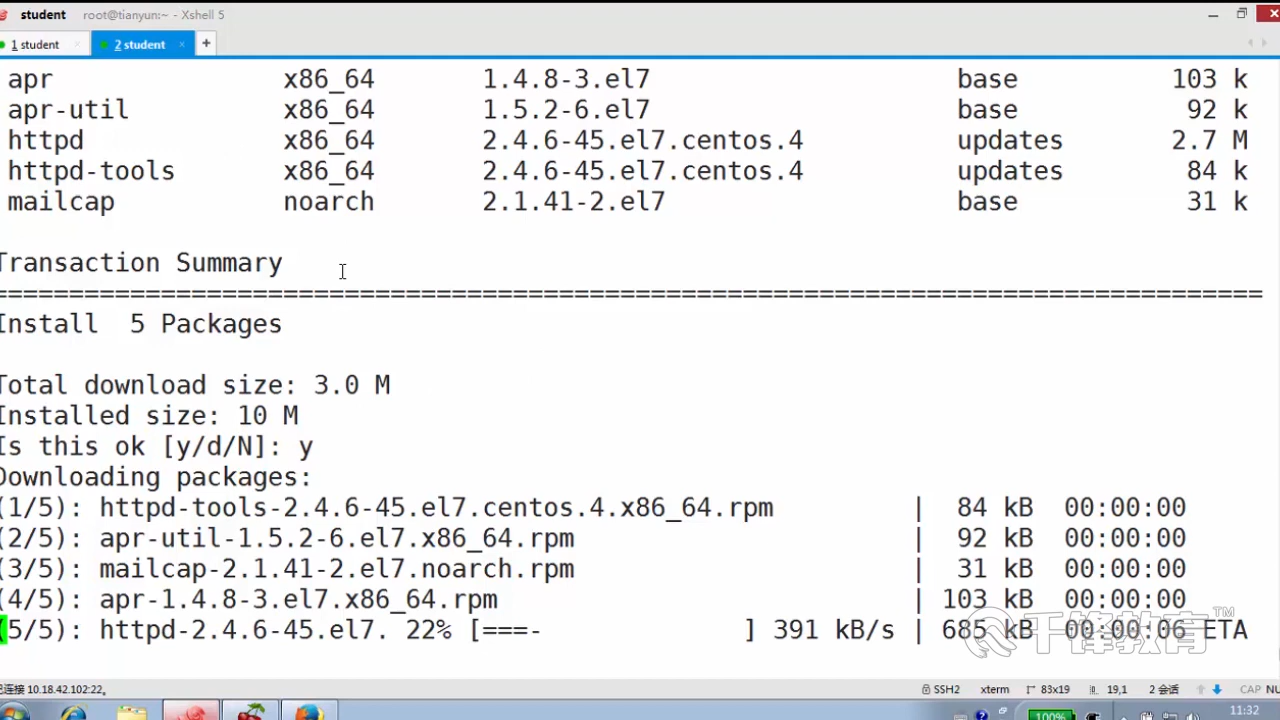 student root@tianyun:~ - Xshell 5
1 student × 2 student × +
apr x86_64 1.4.8-3.el7 base 103 k
apr-util x86_64 1.5.2-6.el7 base 92 k
httpd x86_64 2.4.6-45.el7.centos.4 updates 2.7 M
httpd-tools x86_64 2.4.6-45.el7.centos.4 updates 84 k
mailcap noarch 2.1.41-2.el7 base 31 k
Transaction Summary
================================================================================
Install 5 Packages
Total download size: 3.0 M
Installed size: 10 M
Is this ok [y/d/N]: y
Downloading packages:
(1/5): httpd-tools-2.4.6-45.el7.centos.4.x86_64.rpm | 84 kB 00:00:00
(2/5): apr-util-1.5.2-6.el7.x86_64.rpm | 92 kB 00:00:00
(3/5): mailcap-2.1.41-2.el7.noarch.rpm | 31 kB 00:00:00
(4/5): apr-1.4.8-3.el7.x86_64.rpm | 103 kB 00:00:00
(5/5): httpd-2.4.6-45.el7. 22% [===- ] 391 kB/s | 685 kB 00:00:06 ETA
千锋教育™
已连接 10.18.42.102:22。 SSH2 xterm 83x19 19,1 2 会话 CAP NU
100% 11:32